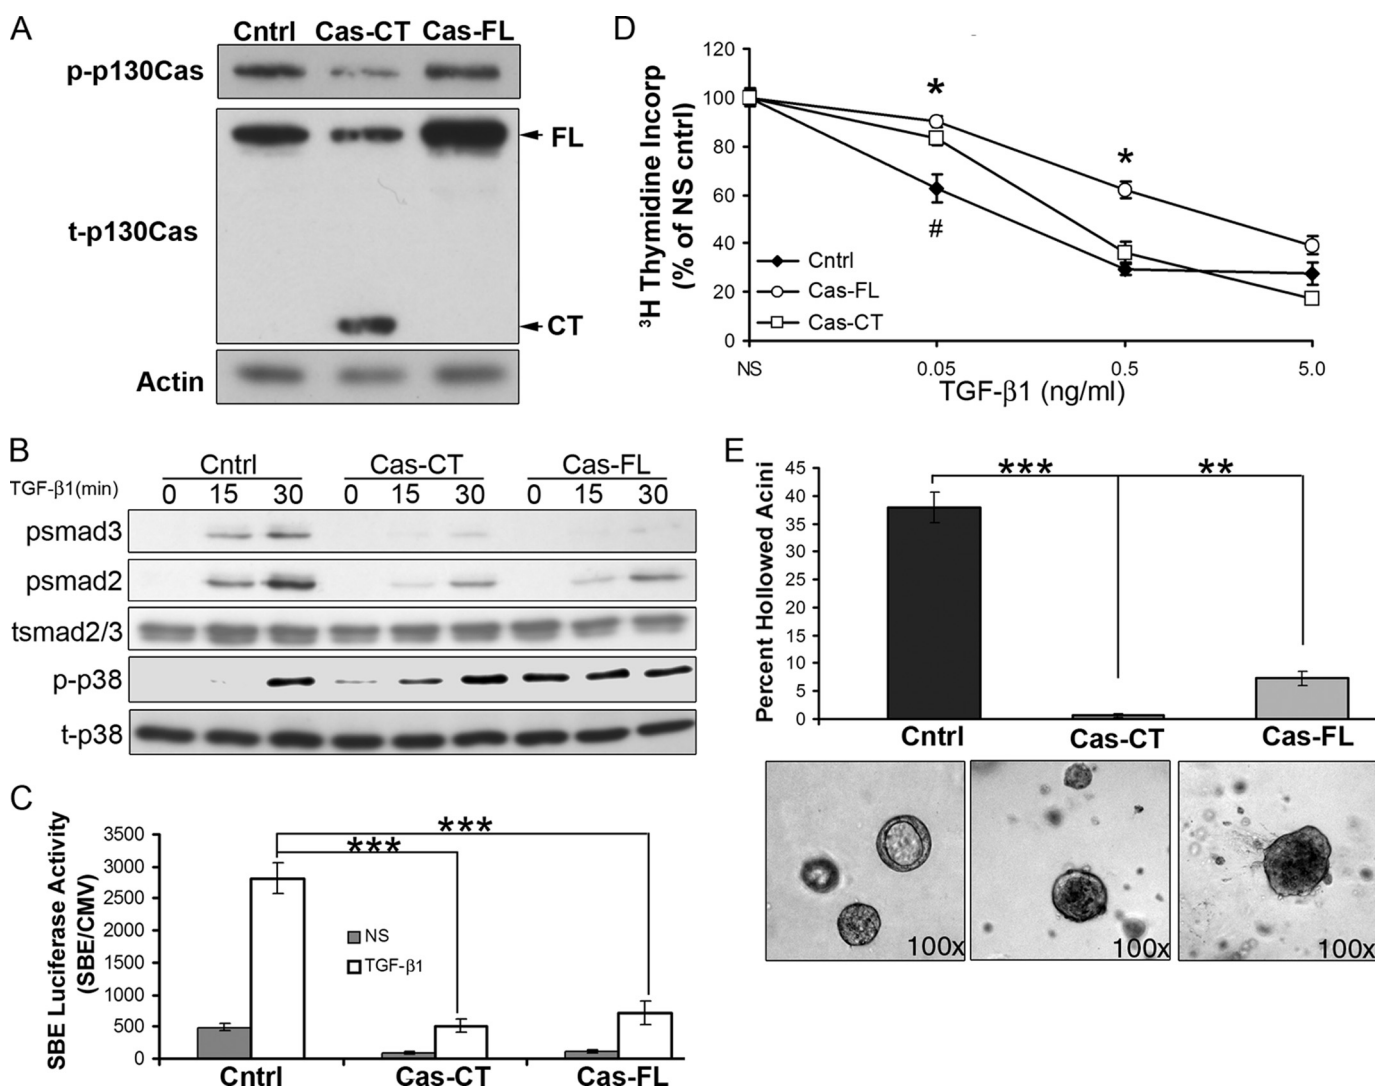 A
Cntrl Cas-CT Cas-FL
p-p130Cas
FL
t-p130Cas
CT
Actin
B
Cntrl Cas-CT Cas-FL
TGF-β1(min) 0 15 30 0 15 30 0 15 30
psmad3
psmad2
tsmad2/3
p-p38
t-p38
C
SBE Luciferase Activity
(SBE/CMV)
3500
3000
2500
2000
1500
1000
500
0
***
***
NS
TGF-β1
Cntrl Cas-CT Cas-FL
D
³H Thymidine Incorp
(% of NS cntrl)
120
100
80
60
40
20
0
*
*
#
Cntrl
Cas-FL
Cas-CT
NS 0.05 0.5 5.0
TGF-β1 (ng/ml)
E
Percent Hollowed Acini
45
40
35
30
25
20
15
10
5
0
*** **
Cntrl Cas-CT Cas-FL
100x 100x 100x